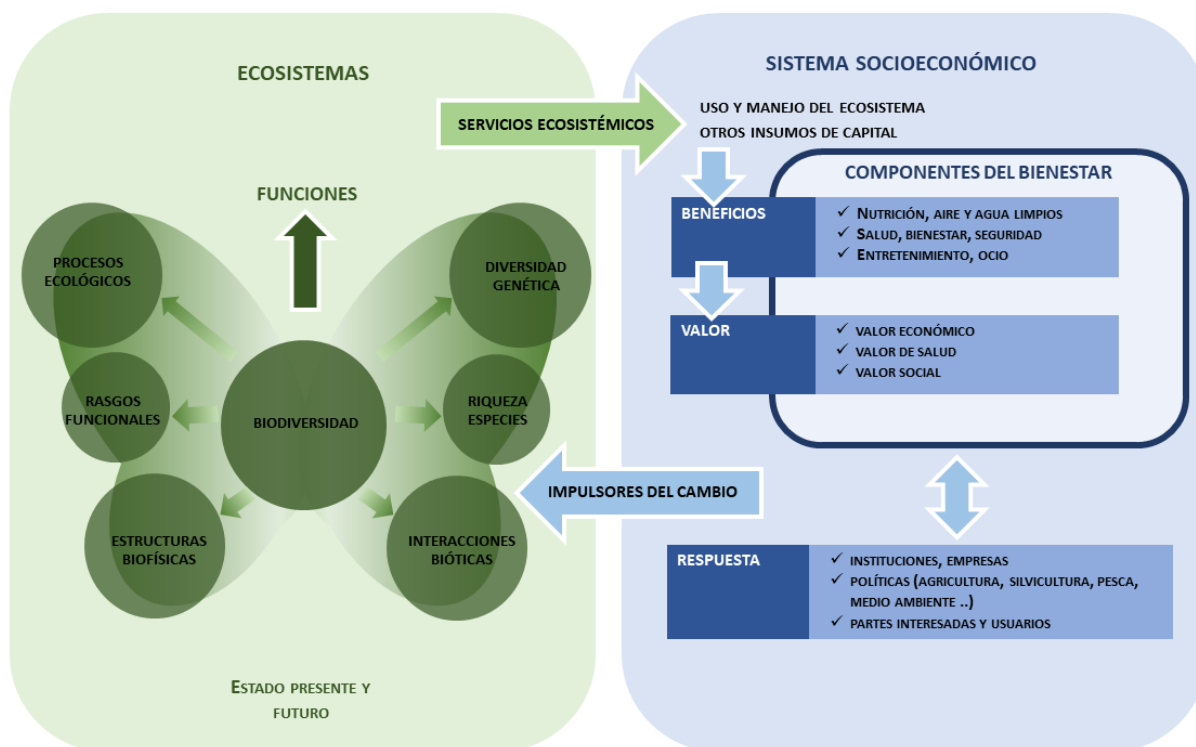 ECOSISTEMAS
FUNCIONES
PROCESOS
ECOLÓGICOS
DIVERSIDAD
GENÉTICA
RASGOS
FUNCIONALES
BIODIVERSIDAD
RIQUEZA
ESPECIES
ESTRUCTURAS
BIOFÍSICAS
INTERACCIONES
BIÓTICAS
ESTADO PRESENTE Y
FUTURO
SERVICIOS ECOSISTÉMICOS
IMPULSORES DEL CAMBIO
SISTEMA SOCIOECONÓMICO
USO Y MANEJO DEL ECOSISTEMA
OTROS INSUMOS DE CAPITAL
COMPONENTES DEL BIENESTAR
BENEFICIOS
✓ NUTRICIÓN, AIRE Y AGUA LIMPIOS
✓ SALUD, BIENESTAR, SEGURIDAD
✓ ENTRETENIMIENTO, OCIO
VALOR
✓ VALOR ECONÓMICO
✓ VALOR DE SALUD
✓ VALOR SOCIAL
RESPUESTA
✓ INSTITUCIONES, EMPRESAS
✓ POLÍTICAS (AGRICULTURA, SILVICULTURA, PESCA,
MEDIO AMBIENTE ..)
✓ PARTES INTERESADAS Y USUARIOS